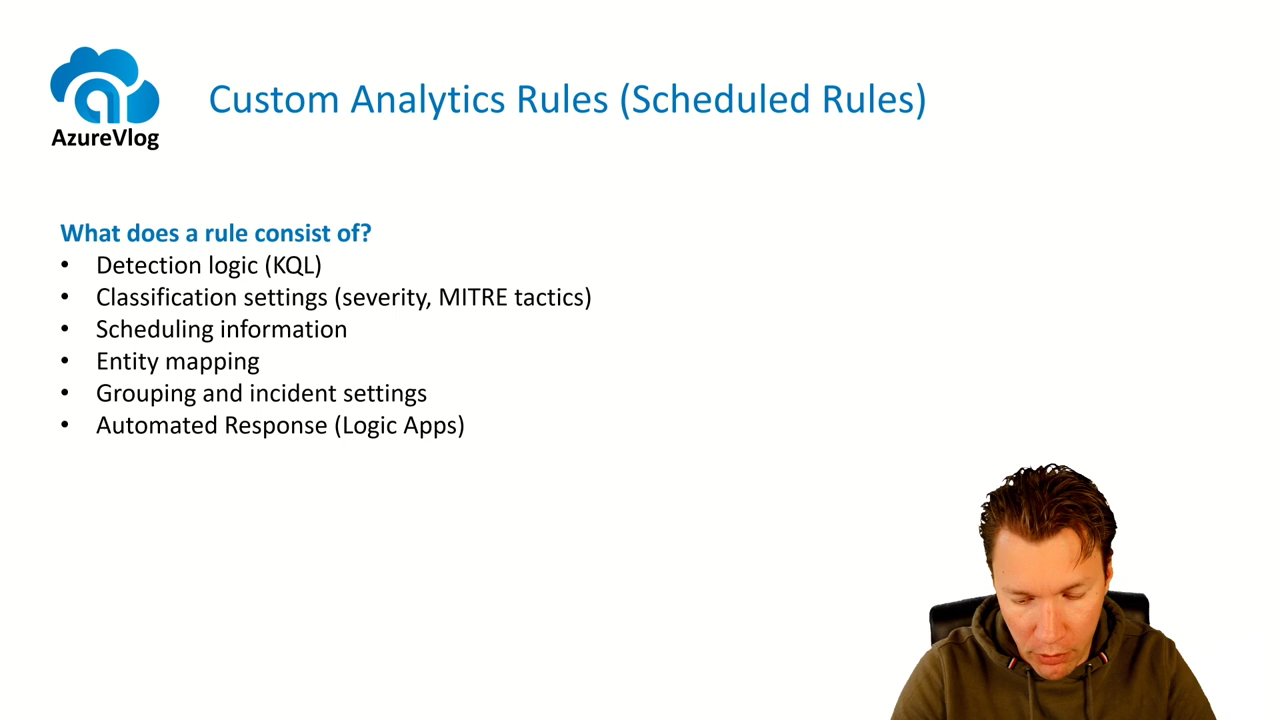 AzureVlog
Custom Analytics Rules (Scheduled Rules)
What does a rule consist of?
• Detection logic (KQL)
• Classification settings (severity, MITRE tactics)
• Scheduling information
• Entity mapping
• Grouping and incident settings
• Automated Response (Logic Apps)